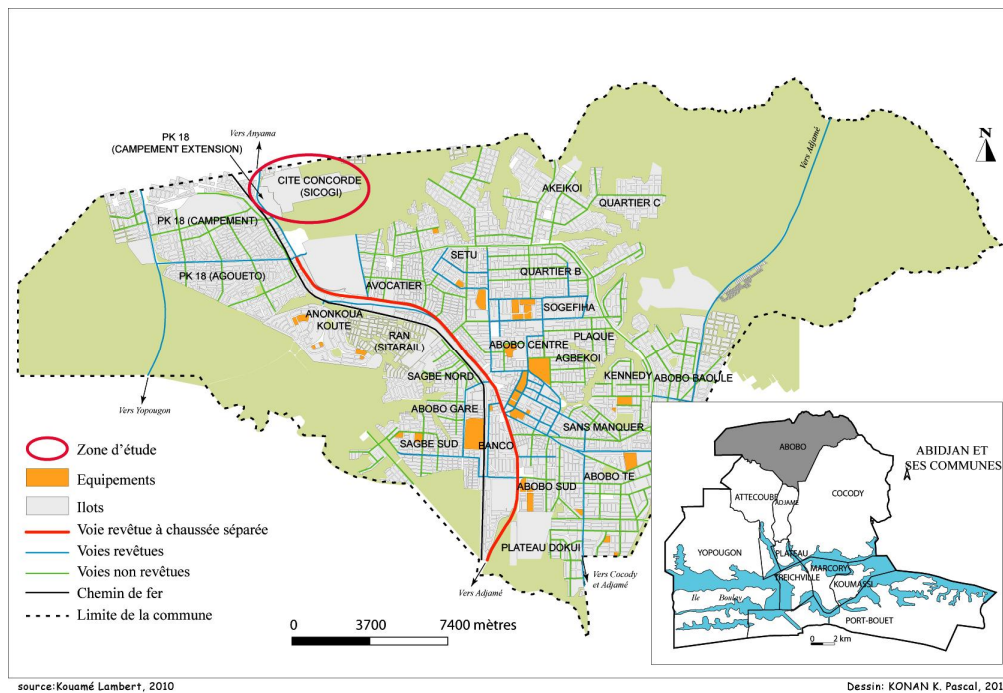 Vers Anyama
PK 18
(CAMPEMENT EXTENSION)
CITE CONCORDE
(SICOGI)
Vers Adjamé
N
AKEIKOI
QUARTIER C
PK 18 (CAMPEMENT)
SETU
PK 18 (AGOUETO)
QUARTIER B
AVOCATIER
SOGEFIHA
ANONKOUA
KOUTE
RAN
(SITARAIL)
PLAQUE
ABOBO CENTRE
AGBEKOI
SAGBE NORD
KENNEDY
ABOBO BAOULE
Vers Yopougon
ABOBO GARE
SANS MANQUER
SAGBE SUD
BANCO
ABOBO TE
ABOBO SUD
PLATEAU DOKUI
Vers Adjamé
Vers Cocody
et Adjamé
Zone d'étude
Equipements
Ilots
Voie revêtue à chaussée séparée
Voies revêtues
Voies non revêtues
Chemin de fer
Limite de la commune
0 3700 7400 mètres
ABIDJAN ET
SES COMMUNES
A
ABOBO
ATTECOUBE
ADJAME
COCODY
YOPOUGON
PLATEAU
MARCORY
TREICHVILLE
KOUMASSI
Ile Boulay
PORT-BOUET
0 2 km
source:Kouamé Lambert, 2010
Dessin: KONAN K. Pascal, 201